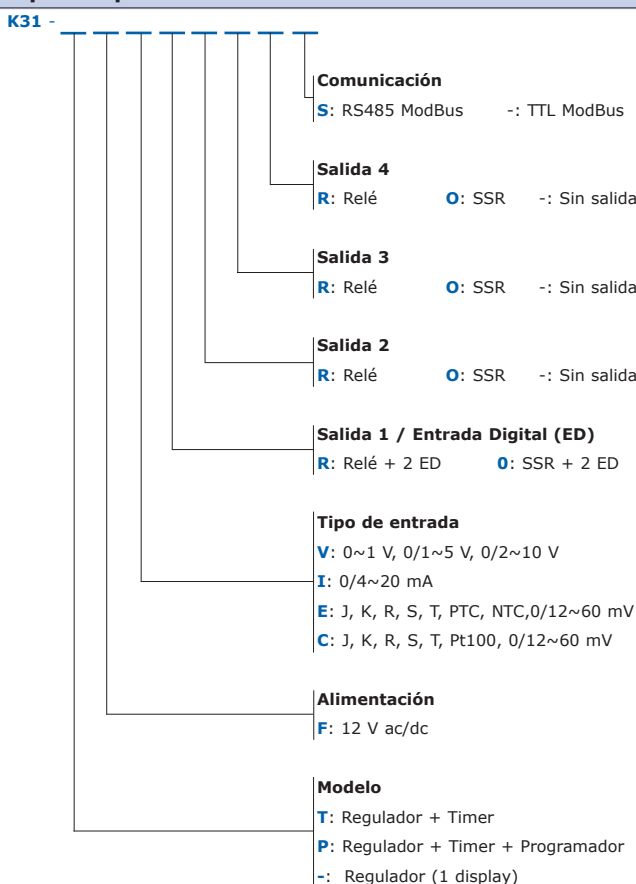 K31 -
Comunicación
S: RS485 ModBus -: TTL ModBus
Salida 4
R: Relé O: SSR -: Sin salida
Salida 3
R: Relé O: SSR -: Sin salida
Salida 2
R: Relé O: SSR -: Sin salida
Salida 1 / Entrada Digital (ED)
R: Relé + 2 ED 0: SSR + 2 ED
Tipo de entrada
V: 0~1 V, 0/1~5 V, 0/2~10 V
I: 0/4~20 mA
E: J, K, R, S, T, PTC, NTC,0/12~60 mV
C: J, K, R, S, T, Pt100, 0/12~60 mV
Alimentación
F: 12 V ac/dc
Modelo
T: Regulador + Timer
P: Regulador + Timer + Programador
-: Regulador (1 display)